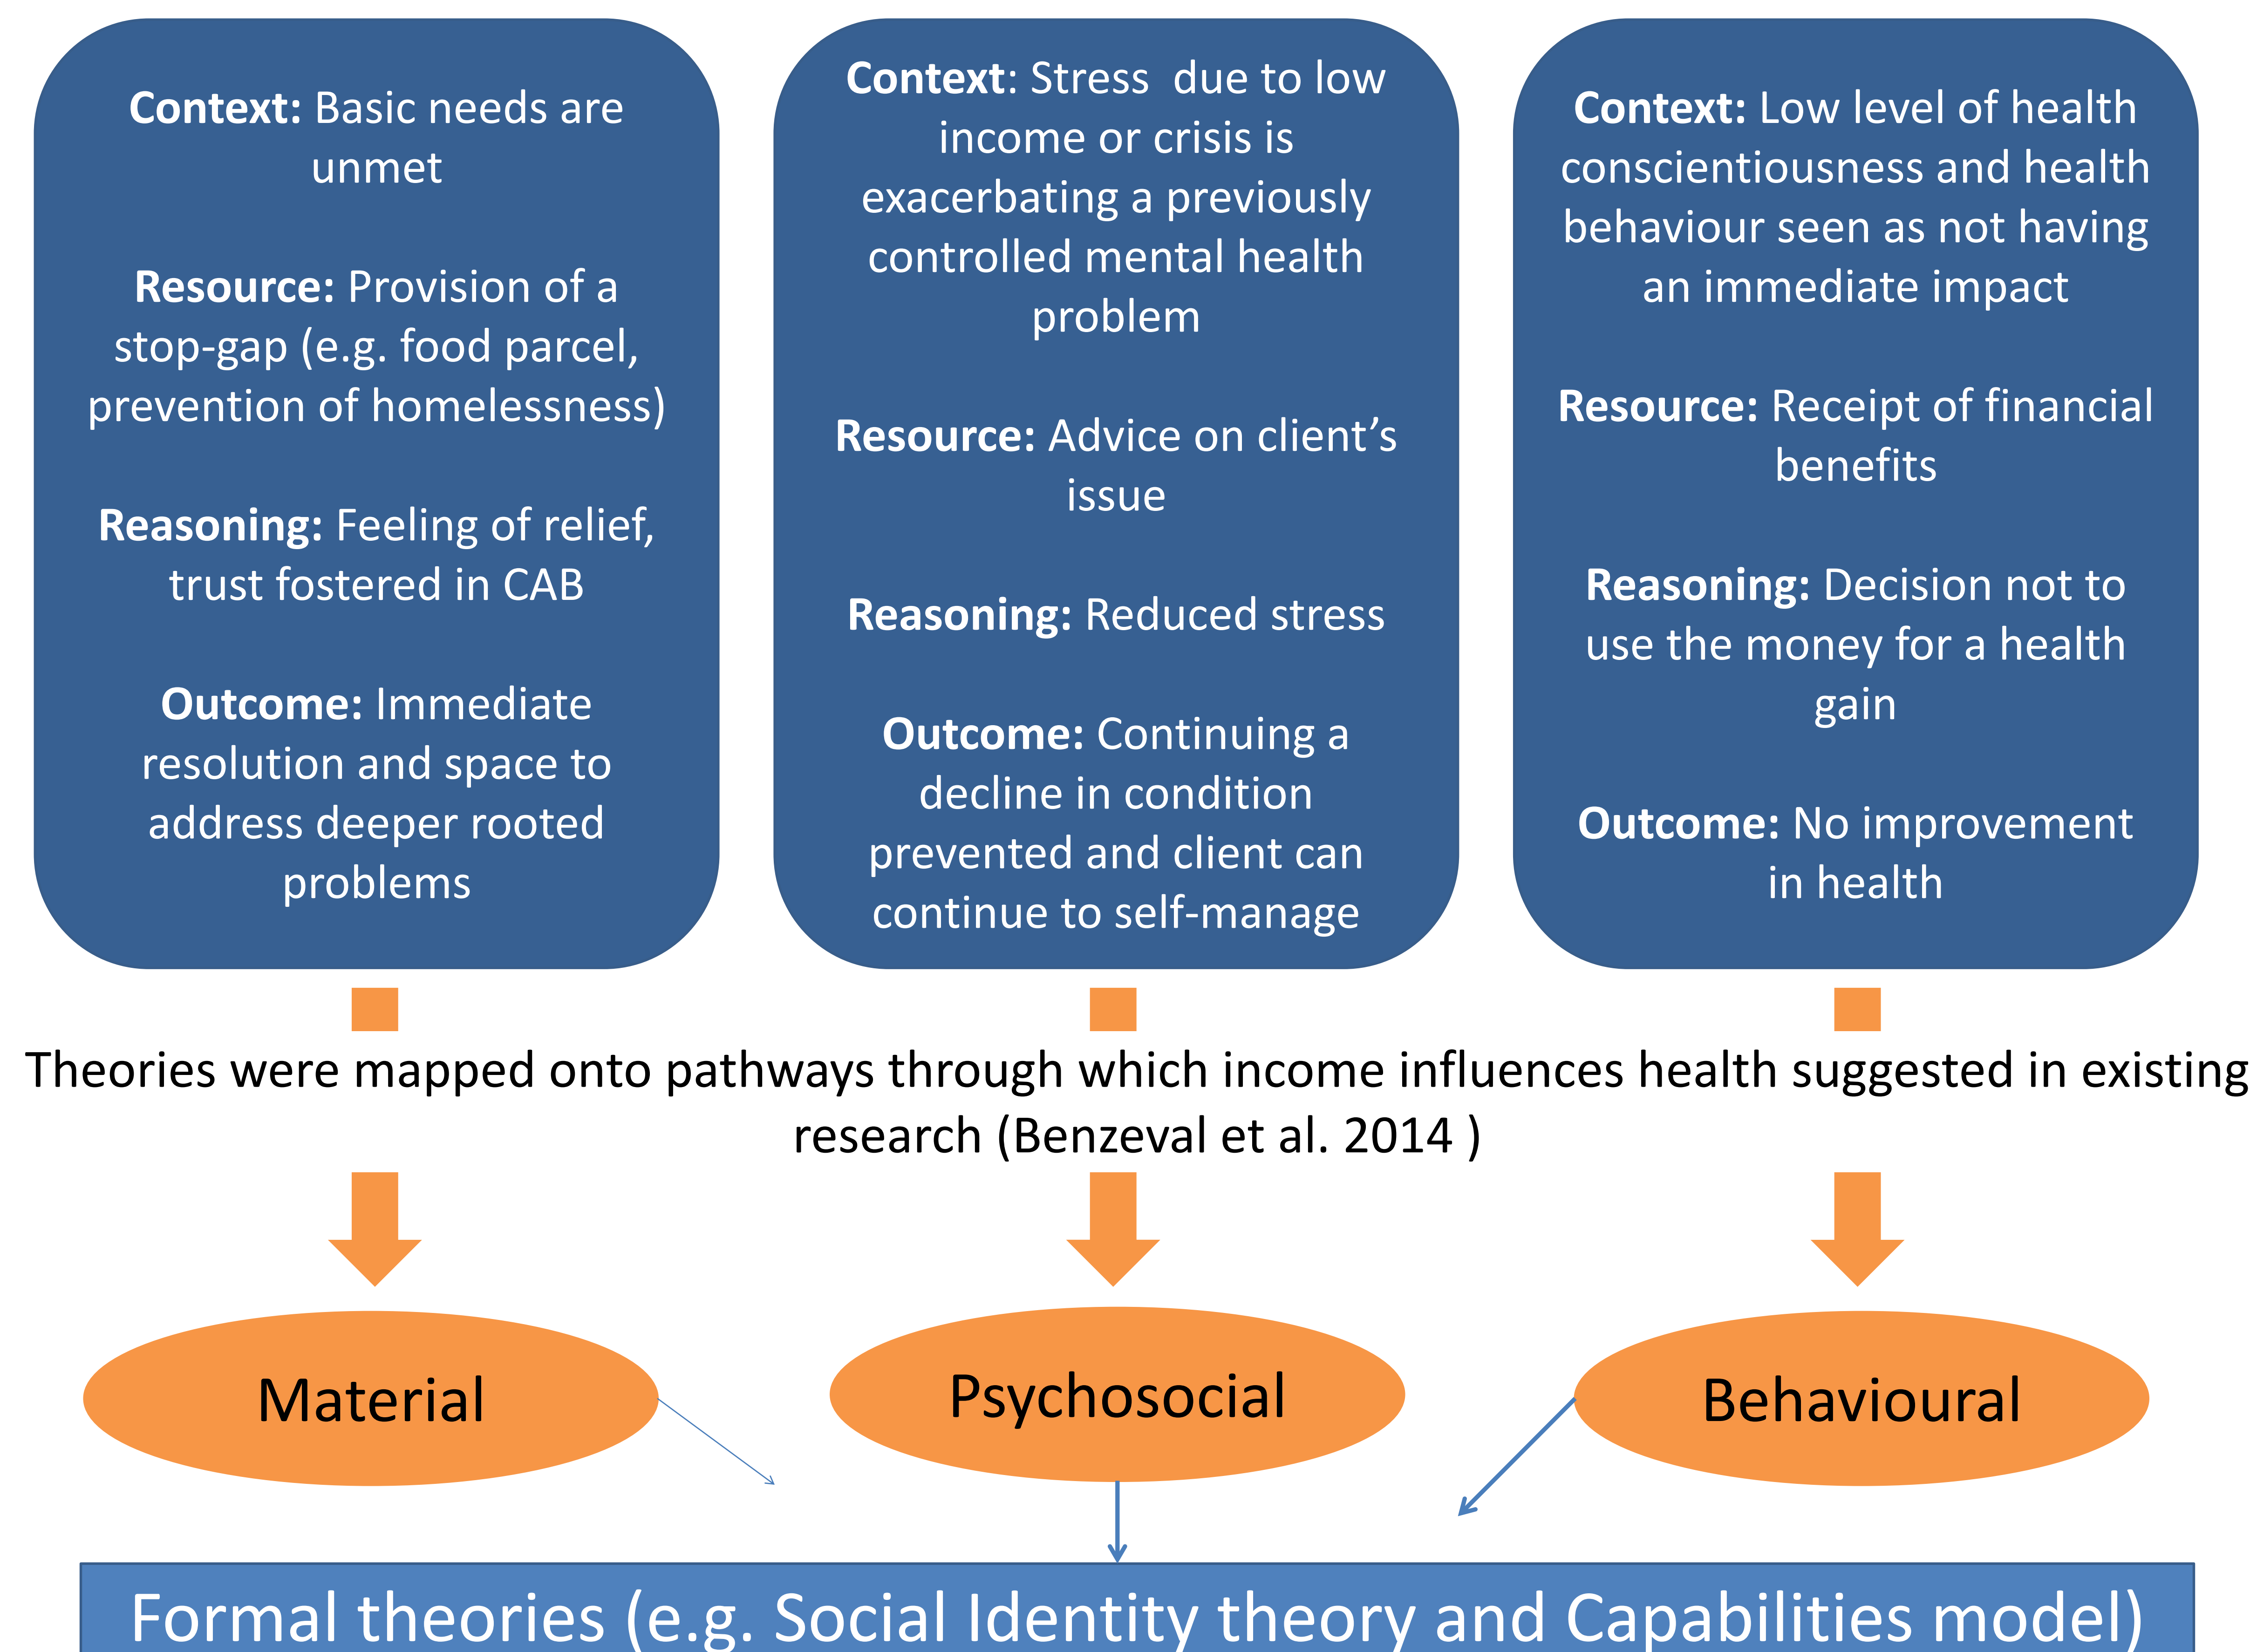 Context: Basic needs are
unmet
Resource: Provision of a
stop-gap (e.g. food parcel,
prevention of homelessness)
Reasoning: Feeling of relief,
trust fostered in CAB
Outcome: Immediate
resolution and space to
address deeper rooted
problems
Context: Stress  due to low
income or crisis is
exacerbating a previously
controlled mental health
problem
Resource: Advice on client’s
issue
Reasoning: Reduced stress
Outcome: Continuing a
decline in condition
prevented and client can
continue to self-manage
Context: Low level of health
conscientiousness and health
behaviour seen as not having
an immediate impact
Resource: Receipt of financial
benefits
Reasoning: Decision not to
use the money for a health
gain
Outcome: No improvement
in health
Theories were mapped onto pathways through which income influences health suggested in existing
research (Benzeval et al. 2014 )
Material
Psychosocial
Behavioural
Formal theories (e.g. Social Identity theory and Capabilities model)